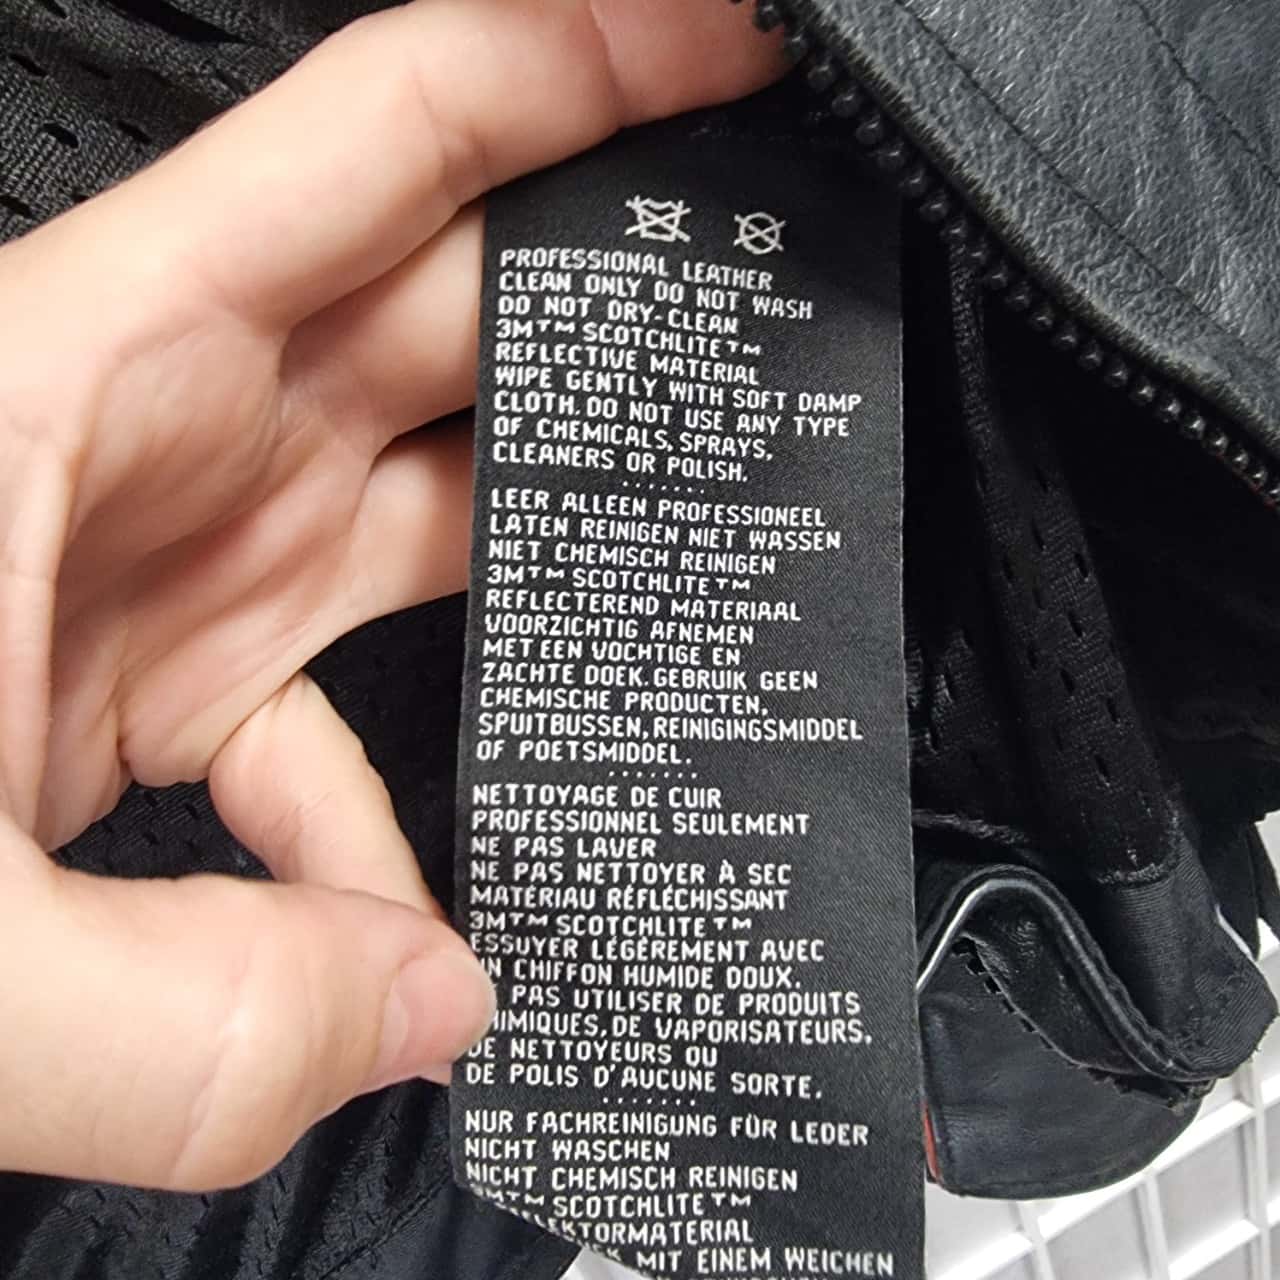 PROFESSIONAL LEATHER
CLEAN ONLY DO NOT WASH
DO NOT DRY-CLEAN
3M™ SCOTCHLITE™
REFLECTIVE MATERIAL
WIPE GENTLY WITH SOFT DAMP
CLOTH. DO NOT USE ANY TYPE
OF CHEMICALS, SPRAYS,
CLEANERS OR POLISH.
.......
LEER ALLEEN PROFESSIONEEL
LATEN REINIGEN NIET WASSEN
NIET CHEMISCH REINIGEN
3M™ SCOTCHLITE™
REFLECTEREND MATERIAAL
VOORZICHTIG AFNEMEN
MET EEN VOCHTIGE EN
ZACHTE DOEK. GEBRUIK GEEN
CHEMISCHE PRODUCTEN,
SPUITBUSSEN, REINIGINGSMIDDEL
OF POETSMIDDEL.
.......
NETTOYAGE DE CUIR
PROFESSIONNEL SEULEMENT
NE PAS LAVER
NE PAS NETTOYER À SEC
MATÉRIAU RÉFLÉCHISSANT
3M™ SCOTCHLITE™
ESSUYER LÉGÈREMENT AVEC
N CHIFFON HUMIDE DOUX.
PAS UTILISER DE PRODUITS
HIMIQUES, DE VAPORISATEURS,
DE NETTOYEURS OU
DE POLIS D'AUCUNE SORTE.
.......
NUR FACHREINIGUNG FÜR LEDER
NICHT WASCHEN
NICHT CHEMISCH REINIGEN
3M™ SCOTCHLITE™
EFLEKTORMATERIAL
MIT EINEM WEICHEN